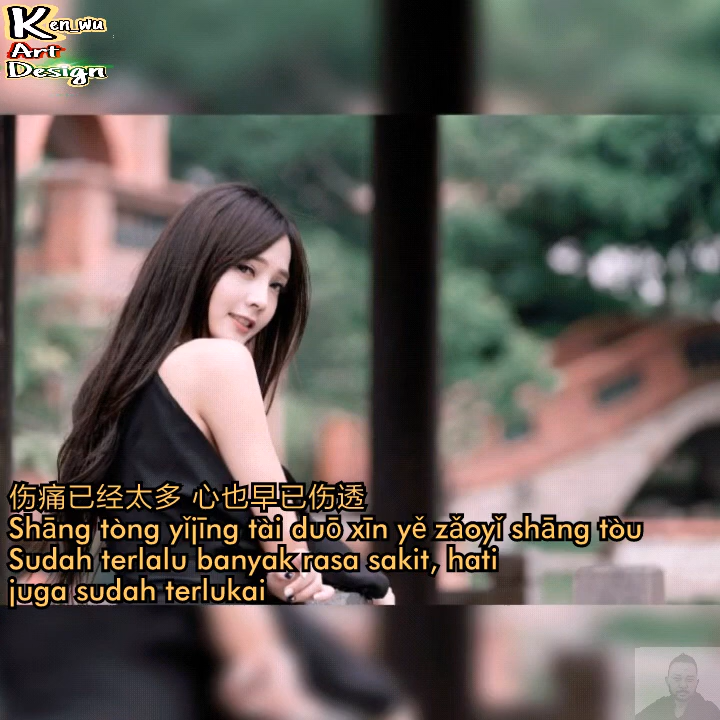 Ken_wu
Art
Design
伤痛已经太多 心也早已伤透
Shāng tòng yǐjīng tài duō xīn yě zǎoyǐ shāng tòu
Sudah terlalu banyak rasa sakit, hati
juga sudah terlukai